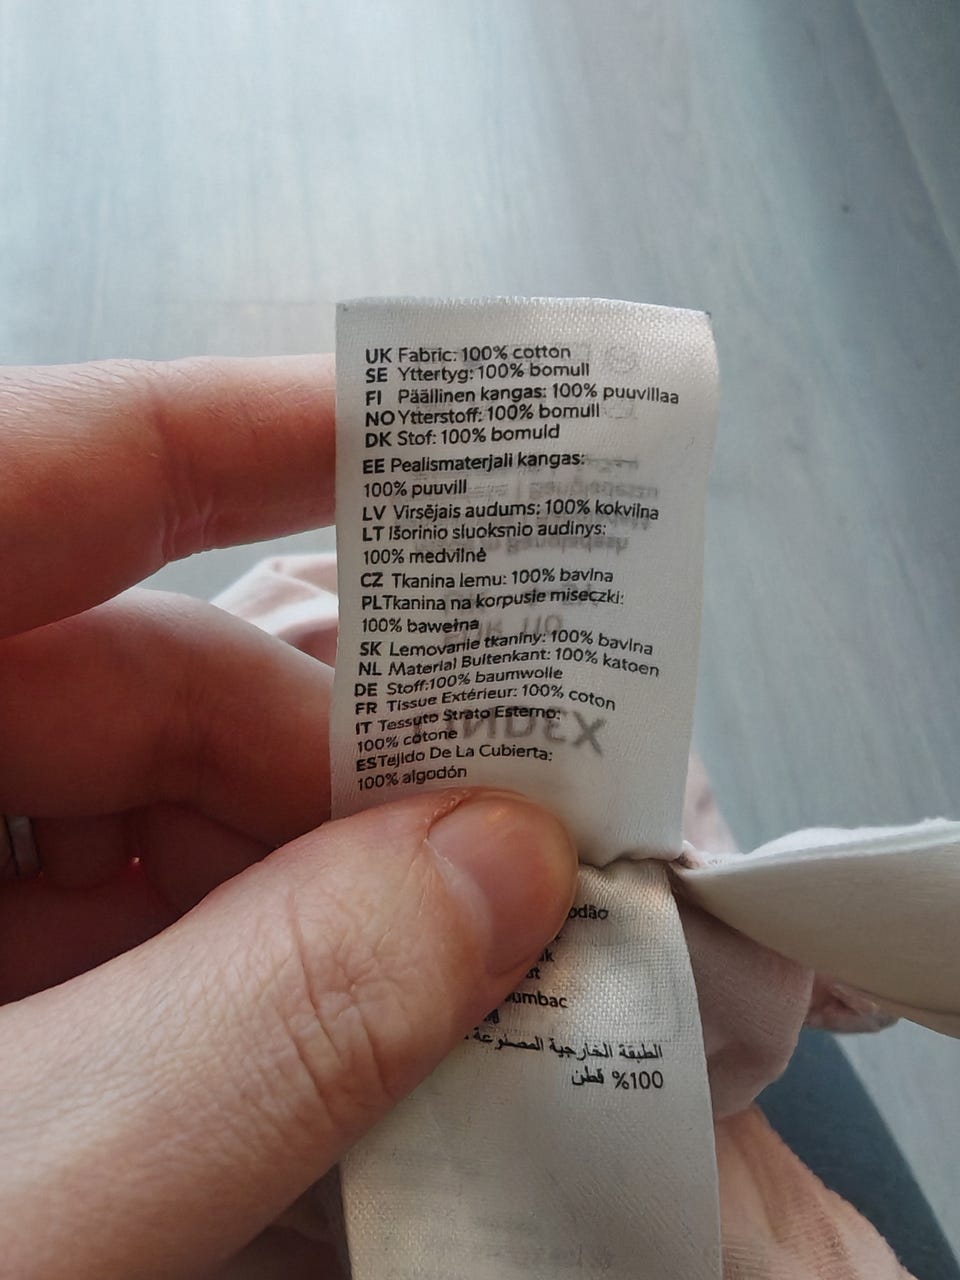 UK Fabric: 100% cotton
SE Yttertyg: 100% bomull
FI Päällinen kangas: 100% puuvillaa
NO Ytterstoff: 100% bomull
DK Stof: 100% bomuld
EE Pealismaterjali kangas:
100% puuvill
LV Virsējais audums: 100% kokvilna
LT Išorinio sluoksnio audinys:
100% medvilnė
CZ Tkanina lemu: 100% bavlna
PL Tkanina na korpusie miseczki:
100% bawełna
SK Lemovanie tkaniny: 100% bavlna
NL Material Buitenkant: 100% katoen
DE Stoff:100% baumwolle
FR Tissue Extérieur: 100% coton
IT Tessuto Strato Esterno:
100% cotone
ES Tejido De La Cubierta:
100% algodón
الطبقة الخارجية المصنوعة
%100 قطن